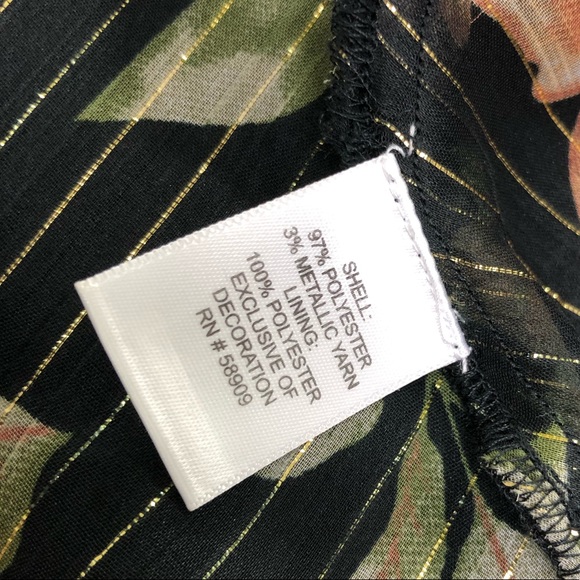 SHELL:
97% POLYESTER
3% METALLIC YARN
LINING:
100% POLYESTER
EXCLUSIVE OF
DECORATION
RN # 58909